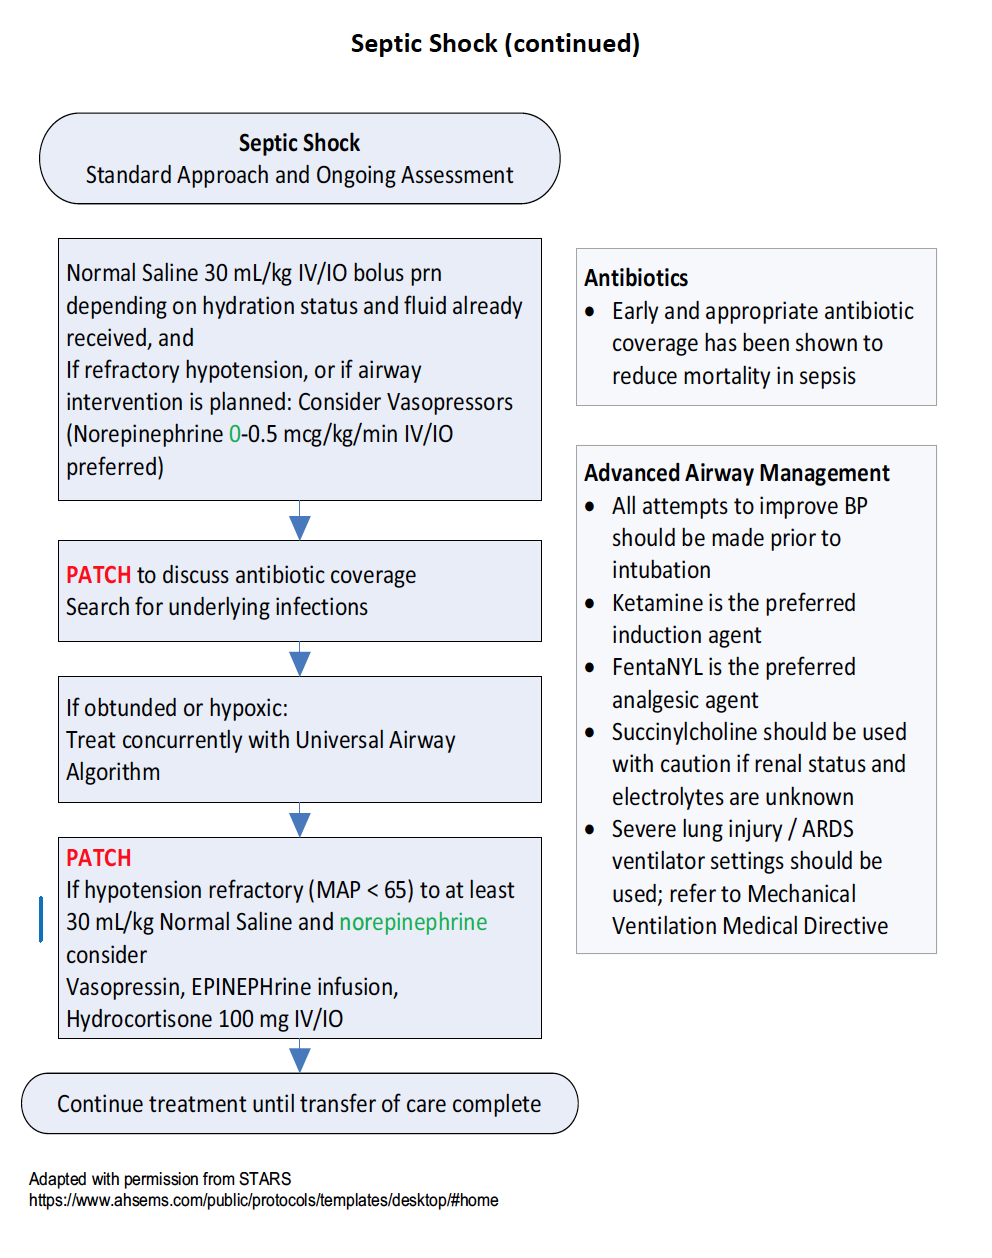 Septic Shock (continued)
Septic Shock
Standard Approach and Ongoing Assessment
Normal Saline 30 mL/kg IV/IO bolus prn
depending on hydration status and fluid already
received, and
If refractory hypotension, or if airway
intervention is planned: Consider Vasopressors
(Norepinephrine 0-0.5 mcg/kg/min IV/IO
preferred)
PATCH to discuss antibiotic coverage
Search for underlying infections
If obtunded or hypoxic:
Treat concurrently with Universal Airway
Algorithm
PATCH
If hypotension refractory (MAP < 65) to at least
30 mL/kg Normal Saline and norepinephrine
consider
Vasopressin, EPINEPHrine infusion,
Hydrocortisone 100 mg IV/IO
Continue treatment until transfer of care complete
Antibiotics
• Early and appropriate antibiotic
coverage has been shown to
reduce mortality in sepsis
Advanced Airway Management
• All attempts to improve BP
should be made prior to
intubation
• Ketamine is the preferred
induction agent
• FentaNYL is the preferred
analgesic agent
• Succinylcholine should be used
with caution if renal status and
electrolytes are unknown
• Severe lung injury / ARDS
ventilator settings should be
used; refer to Mechanical
Ventilation Medical Directive
Adapted with permission from STARS
https://www.ahsems.com/public/protocols/templates/desktop/#home